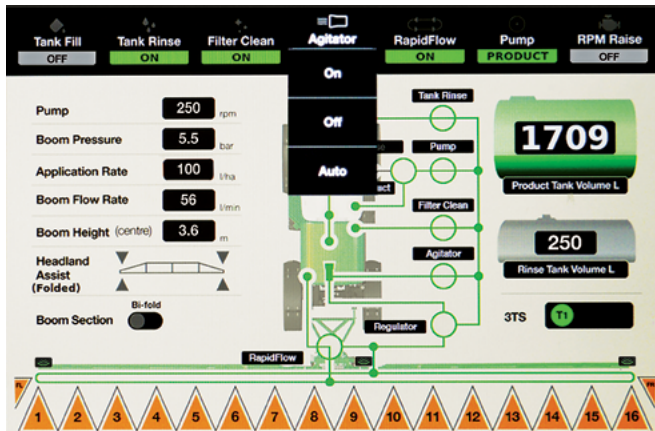 Tank Fill
OFF
Tank Rinse
ON
Filter Clean
ON
Agitator
On
Off
Auto
RapidFlow
ON
Pump
PRODUCT
RPM Raise
OFF
Pump 250 rpm
Boom Pressure 5.5 bar
Application Rate 100 l/ha
Boom Flow Rate 56 l/min
Boom Height (centre) 3.6 m
Headland
Assist
(Folded)
Bi-fold
Boom Section
Tank Rinse
Pump
Filter Clean
Agitator
Regulator
RapidFlow
1709
Product Tank Volume L
250
Rinse Tank Volume L
3TS T1
1 2 3 4 5 6 7 8 9 10 11 12 13 14 15 16